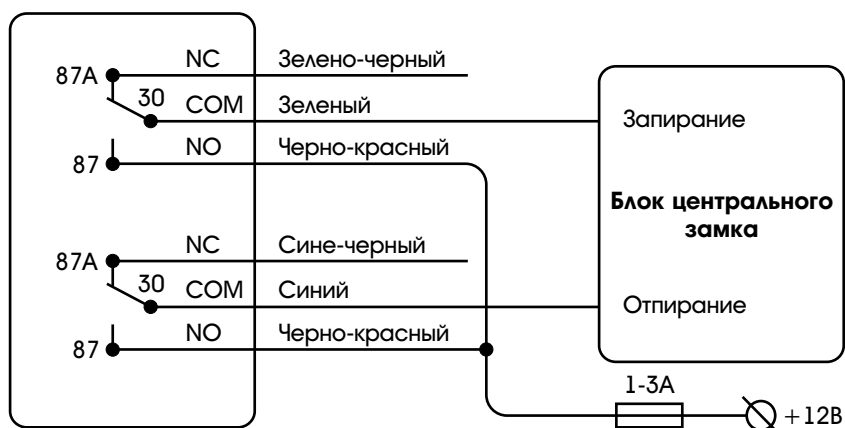 NC Зелено-черный
87A
30 COM Зеленый Запирание
NO Черно-красный
87
Блок центрального
замка
NC Сине-черный
87A
30 COM Синий Отпирание
NO Черно-красный
87
1-3A
+12В